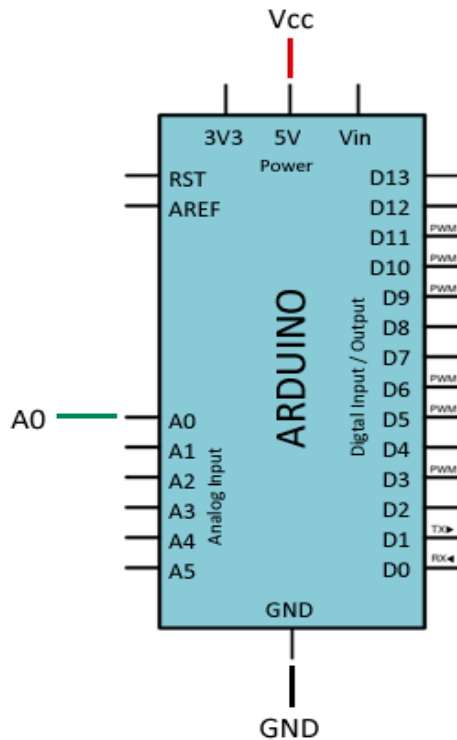 Vcc
3V3 5V Vin
Power
RST D13
AREF D12
D11 PWM
D10 PWM
D9 PWM
D8
D7
D6 PWM
A0 A0 D5 PWM
A1 D4
A2 D3 PWM
A3 D2
A4 D1 TX►
A5 D0 RX◄
ARDUINO
Analog Input
Digtal Input / Output
GND
GND